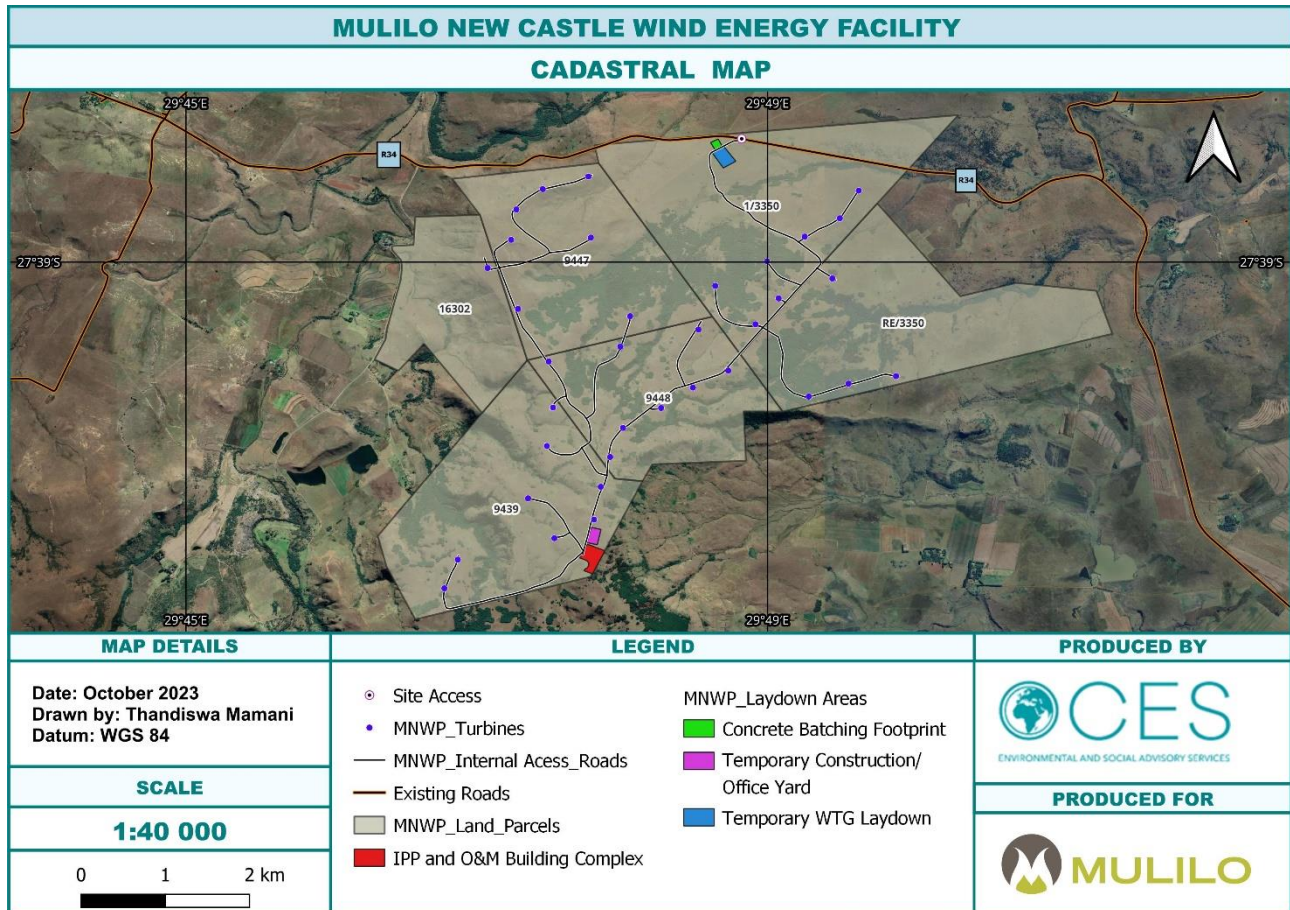 MULILO NEW CASTLE WIND ENERGY FACILITY
CADASTRAL MAP
29°45'E
29°49'E
R34
R34
1/3350
27°39'S
27°39'S
9447
16302
RE/3350
9448
9439
29°45'E
29°49'E
MAP DETAILS
Date: October 2023
Drawn by: Thandiswa Mamani
Datum: WGS 84
SCALE
1:40 000
0 1 2 km
LEGEND
Site Access
MNWP_Turbines
MNWP_Internal Acess_Roads
Existing Roads
MNWP_Land_Parcels
IPP and O&M Building Complex
MNWP_Laydown Areas
Concrete Batching Footprint
Temporary Construction/
Office Yard
Temporary WTG Laydown
PRODUCED BY
CES
ENVIRONMENTAL AND SOCIAL ADVISORY SERVICES
PRODUCED FOR
MULILO